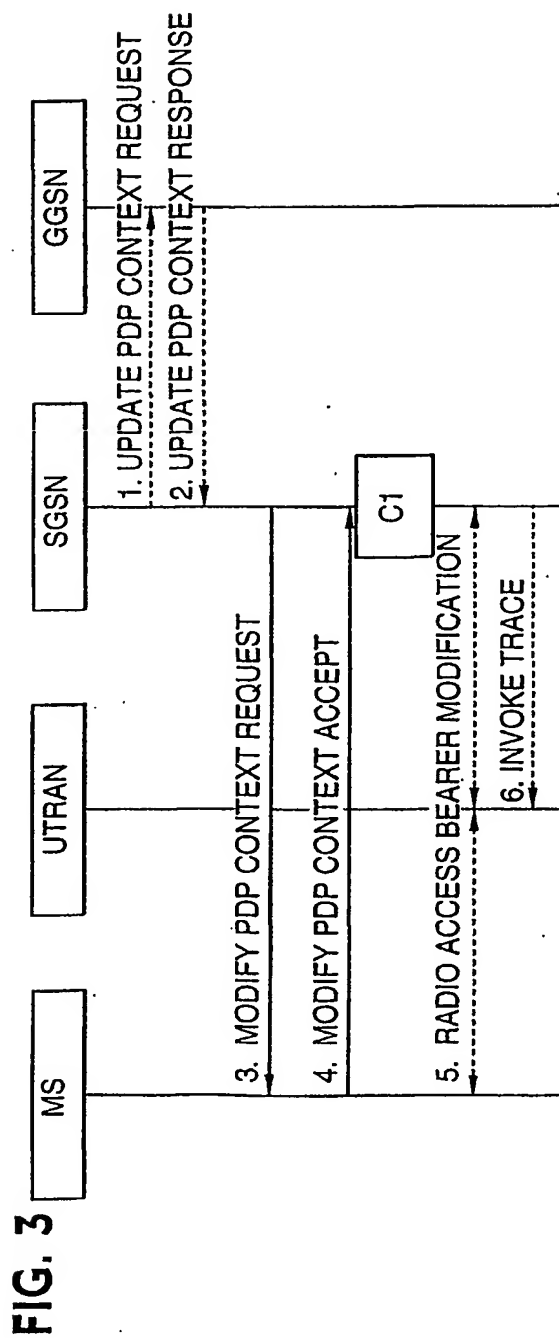 FIG. 3
MS
UTRAN
SGSN
GGSN
1. UPDATE PDP CONTEXT REQUEST
2. UPDATE PDP CONTEXT RESPONSE
3. MODIFY PDP CONTEXT REQUEST
4. MODIFY PDP CONTEXT ACCEPT
C1
5. RADIO ACCESS BEARER MODIFICATION
6. INVOKE TRACE